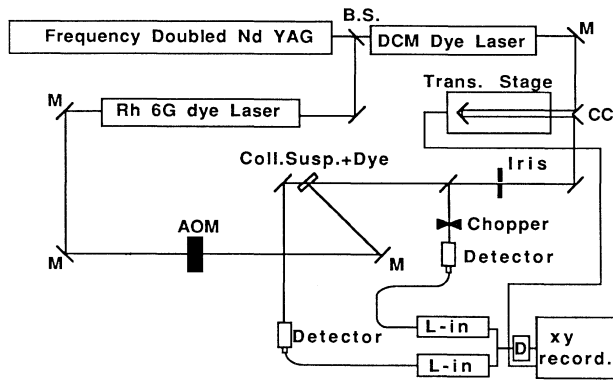 B.S.
Frequency Doubled Nd YAG
DCM Dye Laser
M
Trans. Stage
M
Rh 6G dye Laser
CC
Coll.Susp.+Dye
Iris
AOM
Chopper
M
M
Detector
L-in
Detector
D
xy
record.
L-in